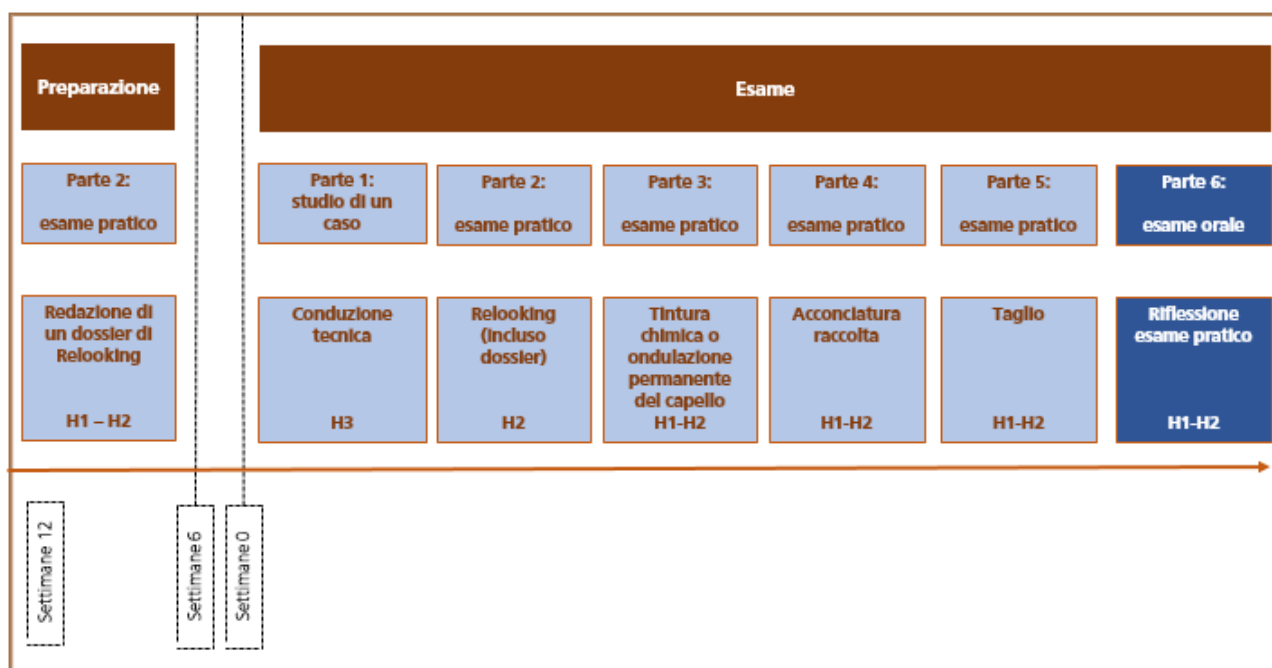 Preparazione
Esame
Parte 2:
esame pratico
Parte 1:
studio di un
caso
Parte 2:
esame pratico
Parte 3:
esame pratico
Parte 4:
esame pratico
Parte 5:
esame pratico
Parte 6:
esame orale
Redazione di
un dossier di
Relooking
H1 – H2
Conduzione
tecnica
H3
Relooking
(incluso
dossier)
H2
Tintura
chimica o
ondulazione
permanente
del capello
H1-H2
Acconciatura
raccolta
H1-H2
Taglio
H1-H2
Riflessione
esame pratico
H1-H2
Settimane 12
Settimane 6
Settimane 0